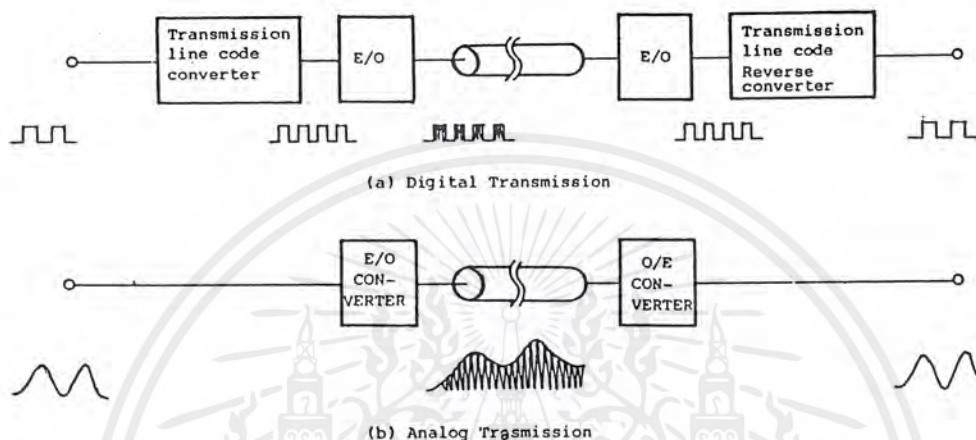 Transmission
line code
converter
E/O
E/O
Transmission
line code
Reverse
converter
(a) Digital Transmission
E/O
CON-
VERTER
O/E
CON-
VERTER
(b) Analog Trasmission